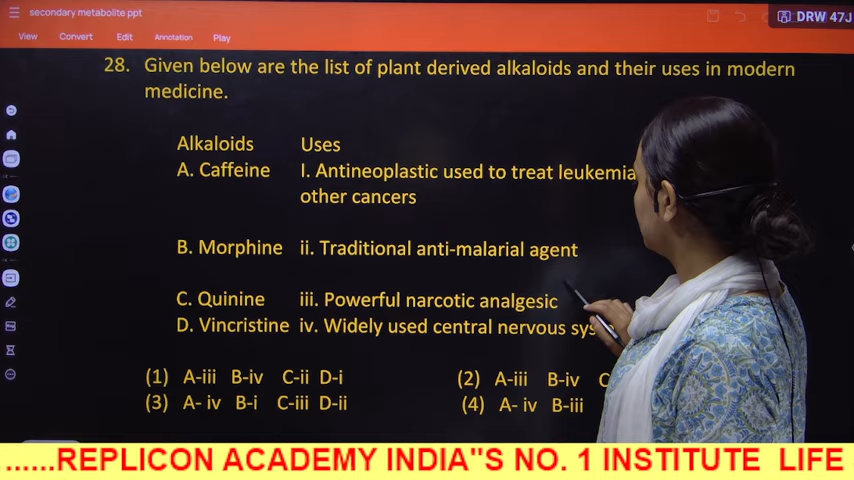 secondary metabolite ppt
DRW 47J
View Convert Edit Annotation Play
28. Given below are the list of plant derived alkaloids and their uses in modern
medicine.
Alkaloids Uses
A. Caffeine I. Antineoplastic used to treat leukemia
other cancers
B. Morphine ii. Traditional anti-malarial agent
C. Quinine iii. Powerful narcotic analgesic
D. Vincristine iv. Widely used central nervous
(1) A-iii B-iv C-ii D-i (2) A-iii B-iv
(3) A- iv B-i C-iii D-ii (4) A- iv B-iii
......REPLICON ACADEMY INDIA"S NO. 1 INSTITUTE LIFE